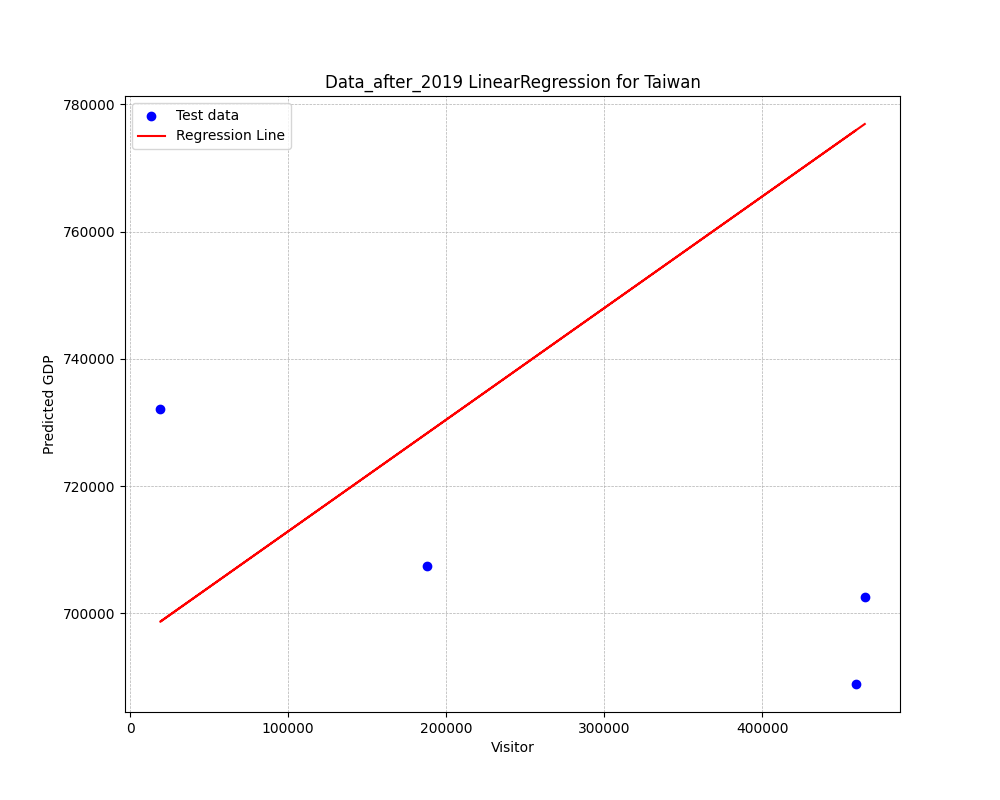 Data_after_2019 LinearRegression for Taiwan
Test data
Regression Line
780000
760000
740000
720000
700000
Predicted GDP
0
100000
200000
300000
400000
Visitor